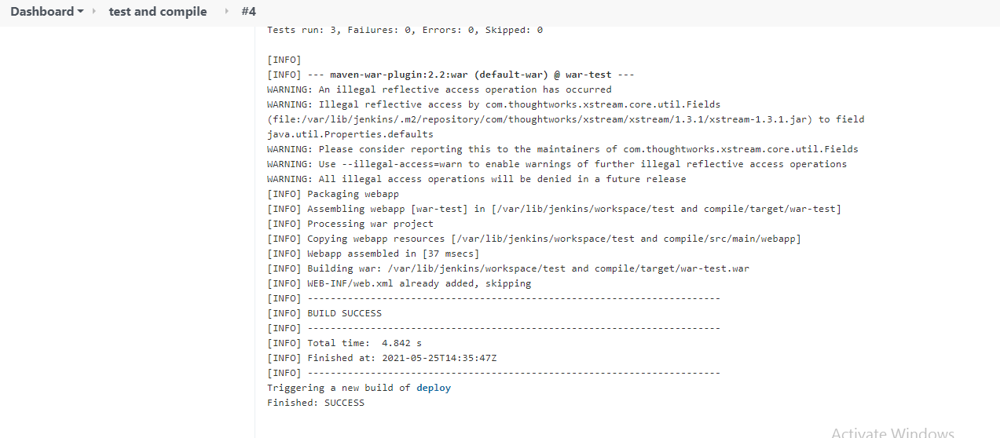 Dashboard test and compile #4
Tests run: 3, Failures: 0, Errors: 0, Skipped: 0
[INFO]
[INFO] --- maven-war-plugin:2.2:war (default-war) @ war-test ---
WARNING: An illegal reflective access operation has occurred
WARNING: Illegal reflective access by com.thoughtworks.xstream.core.util.Fields
(file:/var/lib/jenkins/.m2/repository/com/thoughtworks/xstream/xstream/1.3.1/xstream-1.3.1.jar) to field
java.util.Properties.defaults
WARNING: Please consider reporting this to the maintainers of com.thoughtworks.xstream.core.util.Fields
WARNING: Use --illegal-access=warn to enable warnings of further illegal reflective access operations
WARNING: All illegal access operations will be denied in a future release
[INFO] Packaging webapp
[INFO] Assembling webapp [war-test] in [/var/lib/jenkins/workspace/test and compile/target/war-test]
[INFO] Processing war project
[INFO] Copying webapp resources [/var/lib/jenkins/workspace/test and compile/src/main/webapp]
[INFO] Webapp assembled in [37 msecs]
[INFO] Building war: /var/lib/jenkins/workspace/test and compile/target/war-test.war
[INFO] WEB-INF/web.xml already added, skipping
[INFO] ------------------------------------------------------------------------
[INFO] BUILD SUCCESS
[INFO] ------------------------------------------------------------------------
[INFO] Total time:  4.842 s
[INFO] Finished at: 2021-05-25T14:35:47Z
[INFO] ------------------------------------------------------------------------
Triggering a new build of deploy
Finished: SUCCESS
Activate Windows